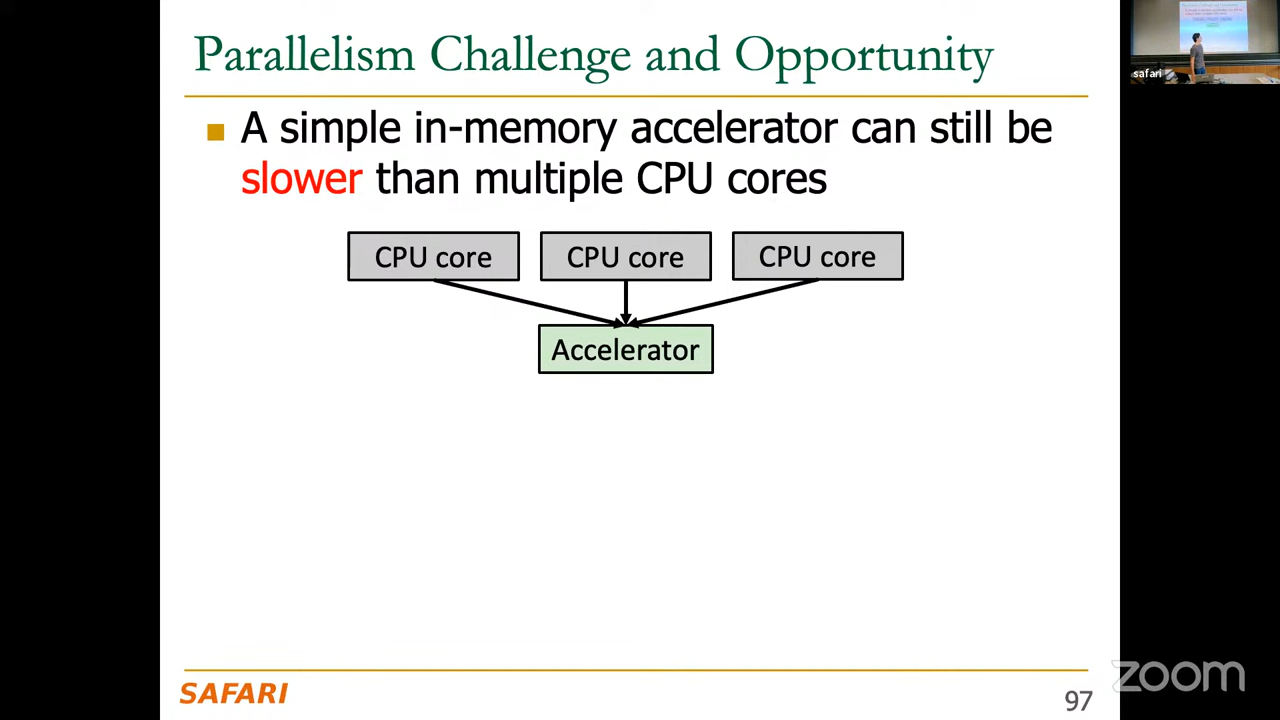 Parallelism Challenge and Opportunity
A simple in-memory accelerator can still be
slower than multiple CPU cores
CPU core
CPU core
CPU core
Accelerator
SAFARI
97
safari
zoom